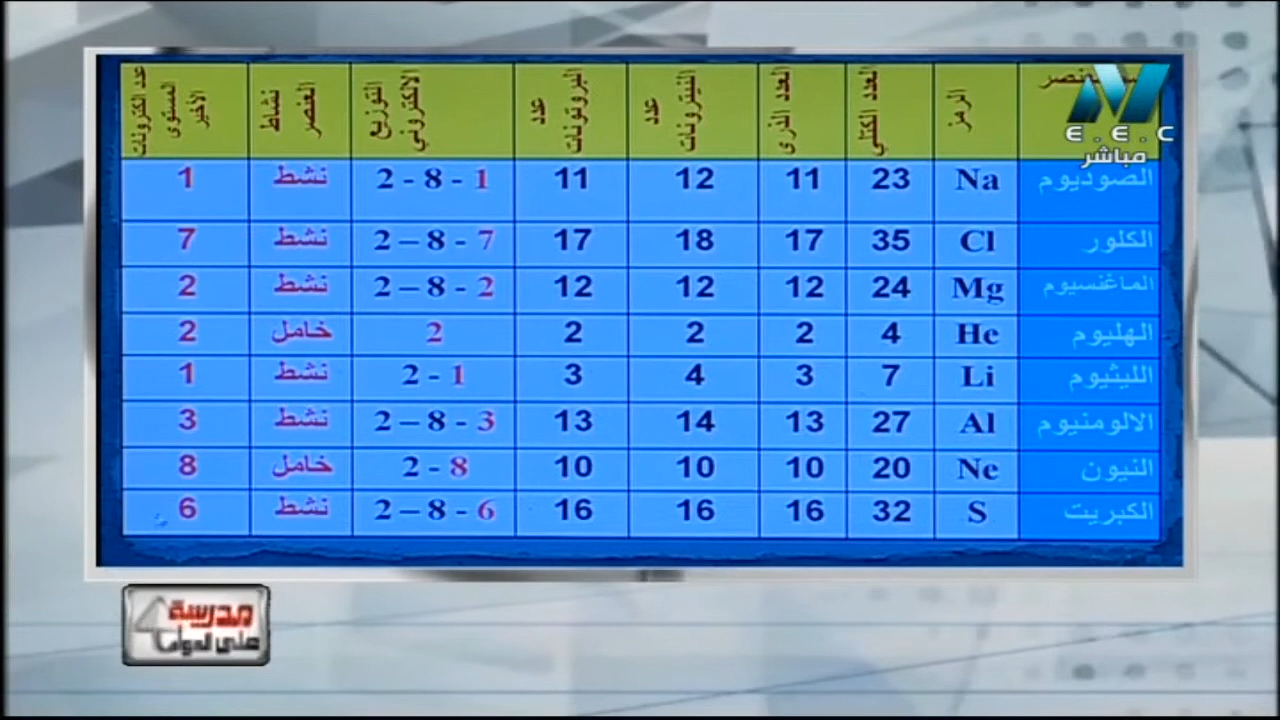 اسم العنصر الرمز العدد الكتلي العدد الذرى عدد النيترونات عدد البروتونات التوزيع الإلكتروني نشاط العنصر عدد الكترونات المستوى الأخير
E.E.C
مباشر
الصوديوم Na 23 11 12 11 2 - 8 - 1 نشط 1
الكلور Cl 35 17 18 17 2 – 8 - 7 نشط 7
الماغنسيوم Mg 24 12 12 12 2 – 8 - 2 نشط 2
الهليوم He 4 2 2 2 2 خامل 2
الليثيوم Li 7 3 4 3 2 - 1 نشط 1
الالومنيوم Al 27 13 14 13 2 – 8 - 3 نشط 3
النيون Ne 20 10 10 10 2 - 8 خامل 8
الكبريت S 32 16 16 16 2 – 8 - 6 نشط 6
مدرسة
على الهواء